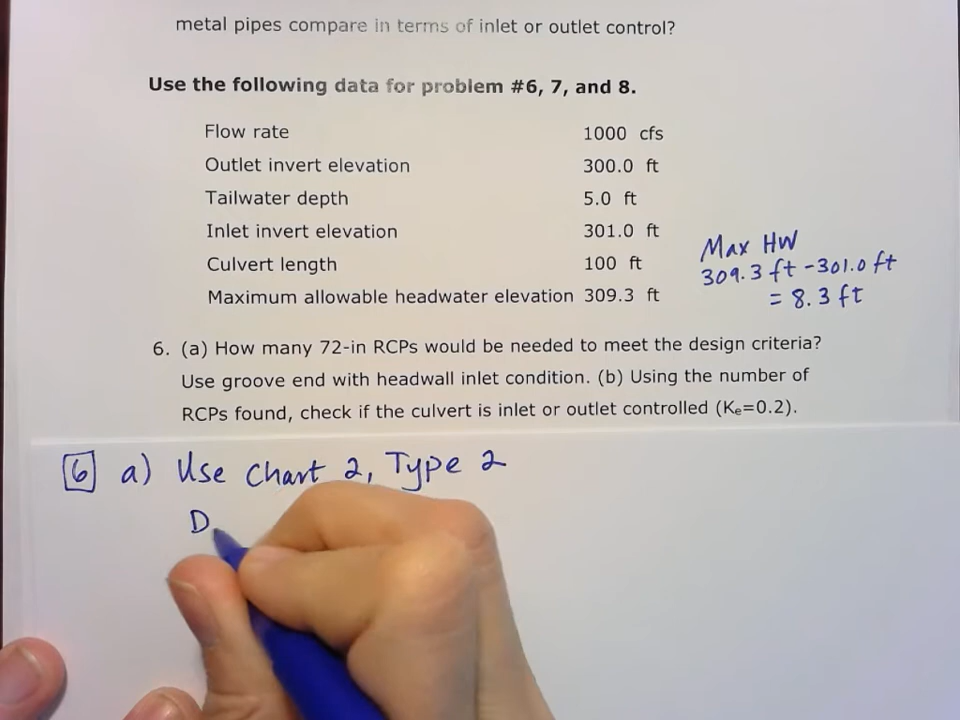 metal pipes compare in terms of inlet or outlet control?
Use the following data for problem #6, 7, and 8.
Flow rate 1000 cfs
Outlet invert elevation 300.0 ft
Tailwater depth 5.0 ft
Inlet invert elevation 301.0 ft
Culvert length 100 ft
Maximum allowable headwater elevation 309.3 ft
Max HW
309.3 ft - 301.0 ft
= 8.3 ft
6. (a) How many 72-in RCPs would be needed to meet the design criteria?
Use groove end with headwall inlet condition. (b) Using the number of
RCPs found, check if the culvert is inlet or outlet controlled (Ke=0.2).
6 a) Use Chart 2, Type 2
D